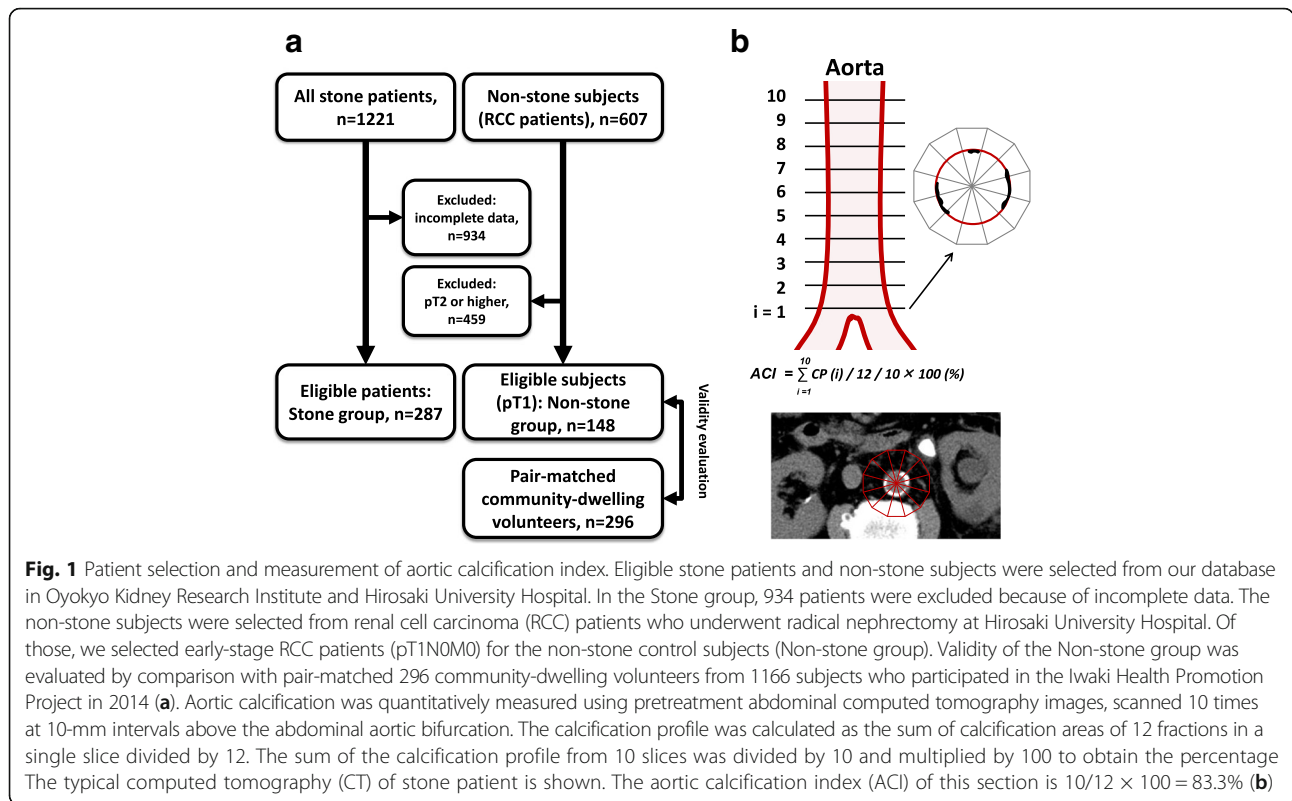 a
b
All stone patients,
n=1221
Non-stone subjects
(RCC patients), n=607
Excluded:
incomplete data,
n=934
Excluded:
pT2 or higher,
n=459
Eligible patients:
Stone group, n=287
Eligible subjects
(pT1): Non-stone
group, n=148
Pair-matched
community-dwelling
volunteers, n=296
Validity evaluation
Aorta
10
9
8
7
6
5
4
3
2
i = 1
ACI = 10 ∑ i=1 CP (i) / 12 / 10 × 100 (%)
Fig. 1 Patient selection and measurement of aortic calcification index. Eligible stone patients and non-stone subjects were selected from our database
in Oyokyo Kidney Research Institute and Hirosaki University Hospital. In the Stone group, 934 patients were excluded because of incomplete data. The
non-stone subjects were selected from renal cell carcinoma (RCC) patients who underwent radical nephrectomy at Hirosaki University Hospital. Of
those, we selected early-stage RCC patients (pT1N0M0) for the non-stone control subjects (Non-stone group). Validity of the Non-stone group was
evaluated by comparison with pair-matched 296 community-dwelling volunteers from 1166 subjects who participated in the Iwaki Health Promotion
Project in 2014 (a). Aortic calcification was quantitatively measured using pretreatment abdominal computed tomography images, scanned 10 times
at 10-mm intervals above the abdominal aortic bifurcation. The calcification profile was calculated as the sum of calcification areas of 12 fractions in a
single slice divided by 12. The sum of the calcification profile from 10 slices was divided by 10 and multiplied by 100 to obtain the percentage
The typical computed tomography (CT) of stone patient is shown. The aortic calcification index (ACI) of this section is 10/12 × 100 = 83.3% (b)